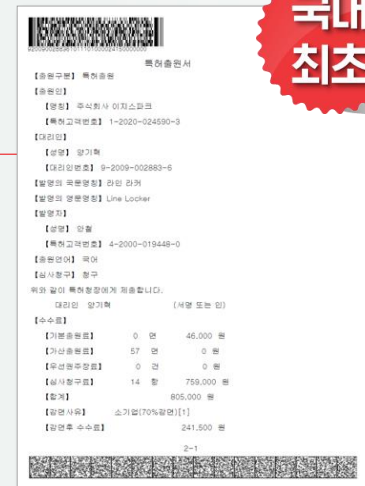 국내
최초
특허출원서
【출원구분】 특허출원
【출원인】
【명칭】 주식회사 이지스파크
【특허고객번호】 1-2020-024590-3
【대리인】
【성명】 양기혁
【대리인번호】 9-2009-002883-6
【발명의 국문명칭】 라인 라커
【발명의 영문명칭】 Line Locker
【발명자】
【성명】 안철
【특허고객번호】 4-2000-019448-0
【출원언어】 국어
【심사청구】 청구
위와 같이 특허청장에게 제출합니다.
대리인 양기혁 (서명 또는 인)
【수수료】
【기본출원료】 0 면 46,000 원
【가산출원료】 57 면 0 원
【우선권주장료】 0 건 0 원
【심사청구료】 14 항 759,000 원
【합계】 805,000 원
【감면사유】 소기업(70%감면)[1]
【감면후 수수료】 241,500 원
2-1